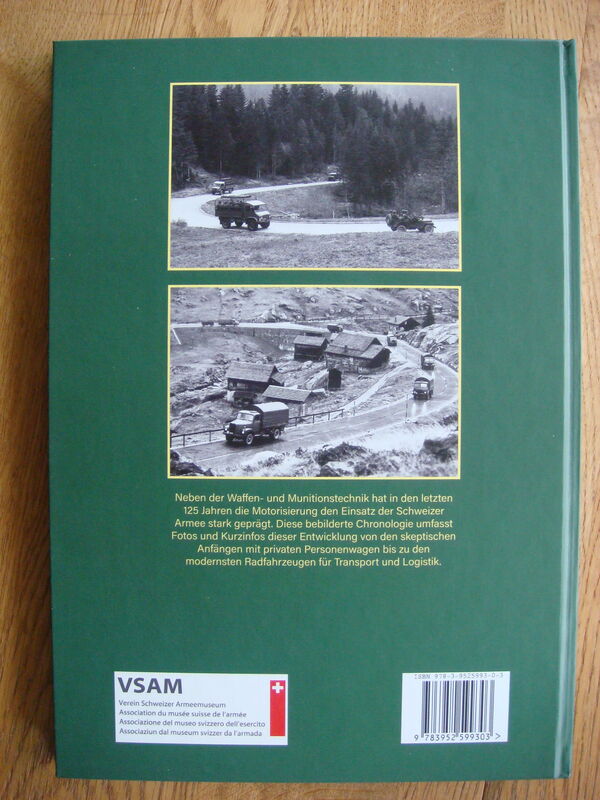 Neben der Waffen- und Munitionstechnik hat in den letzten
125 Jahren die Motorisierung den Einsatz der Schweizer
Armee stark geprägt. Diese bebilderte Chronologie umfasst
Fotos und Kurzinfos dieser Entwicklung von den skeptischen
Anfängen mit privaten Personenwagen bis zu den
modernsten Radfahrzeugen für Transport und Logistik.
VSAM
Verein Schweizer Armeemuseum
Association du musée suisse de l'armée
Associazione del museo svizzero dell'esercito
Associaziun dal museum svizzer da l'armada
ISBN 978-3-9525993-0-3
9 783952 599303 >